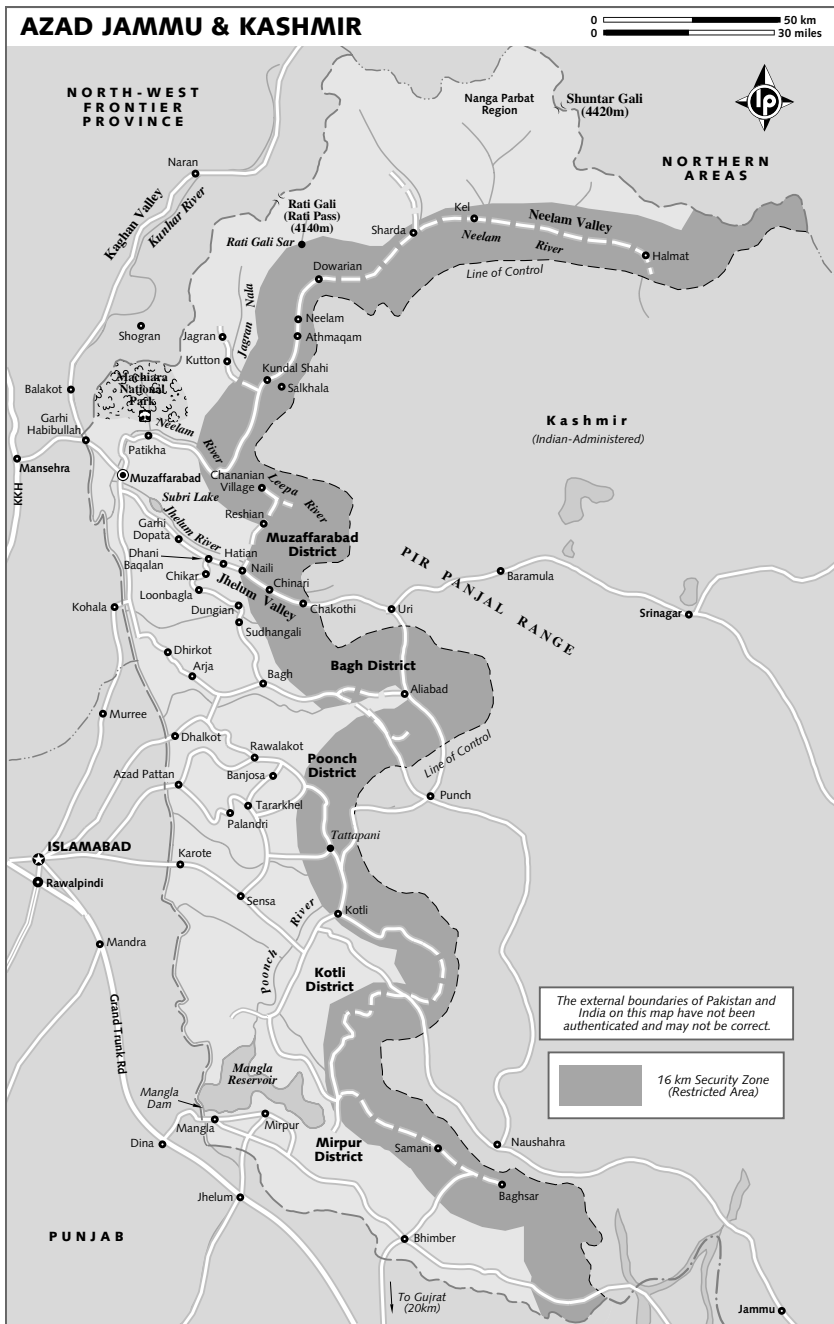 AZAD JAMMU & KASHMIR
0 50 km
0 30 miles
NORTH-WEST
FRONTIER
PROVINCE
Nanga Parbat
Region
Shuntar Gali
(4420m)
lp
NORTHERN
AREAS
Naran
Kaghan Valley
Kunhar River
Rati Gali
(Rati Pass)
(4140m)
Rati Gali Sar
Kel
Sharda
Neelam Valley
Neelam River
Halmat
Line of Control
Dowarian
Jagran Nala
Neelam
Athmaqam
Shogran
Jagran
Kutton
Kundal Shahi
Salkhala
Machiara
National
Park
Balakot
Garhi
Habibullah
Neelam River
Patikha
Kashmir
(Indian-Administered)
Mansehra
KKH
Muzaffarabad
Subri Lake
Chananian
Village
Leepa River
Reshian
Garhi
Dopata
Jhelum River
Muzaffarabad
District
Dhani
Baqalan
Hatian
Naili
Chikar
Jhelum Valley
Chinari
Loonbagla
Chakothi
Uri
PIR PANJAL RANGE
Baramula
Srinagar
Kohala
Dungian
Sudhangali
Dhirkot
Arja
Bagh
Bagh District
Aliabad
Murree
Dhalkot
Rawalakot
Poonch
District
Line of Control
Azad Pattan
Banjosa
Tararkhel
Palandri
Punch
Tattapani
ISLAMABAD
Rawalpindi
Karote
Sensa
Poonch River
Kotli
Mandra
Kotli
District
Grand Trunk Rd
The external boundaries of Pakistan and
India on this map have not been
authenticated and may not be correct.
16 km Security Zone
(Restricted Area)
Mangla
Reservoir
Mangla
Dam
Mangla
Mirpur
Dina
Mirpur
District
Samani
Naushahra
Baghsar
Jhelum
PUNJAB
Bhimber
To Gujrat
(20km)
Jammu